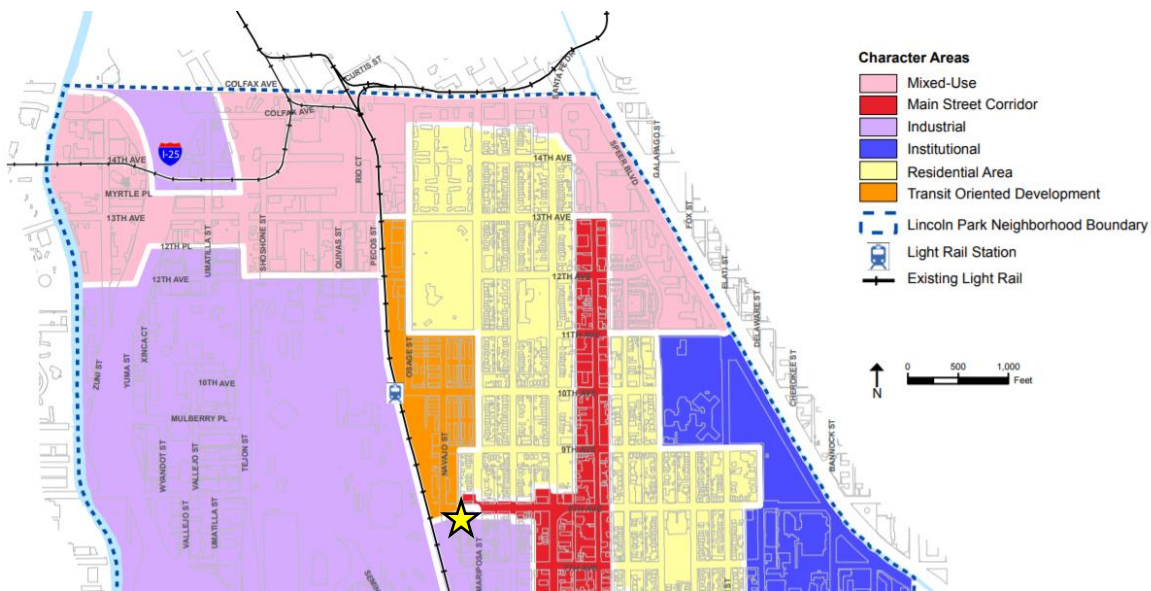 CURTIS ST
SANTA FE DR
COLFAX AVE
COLFAX AVE
I-25
14TH AVE
14TH AVE
RIO CT
SPEER BLVD
GALAPAGO ST
MYRTLE PL
13TH AVE
13TH AVE
FOX ST
12TH PL
UMATILLA ST
SHOSHONE ST
QUIVAS ST
PECOS ST
12TH AVE
12TH AVE
ELATI ST
11TH AVE
DELAWARE ST
ZUNI ST
YUMA ST
XINCA CT
OSAGE ST
10TH AVE
10TH AVE
CHEROKEE ST
MULBERRY PL
WYANDOT ST
VALLEJO ST
TEJON ST
NAVAJO ST
9TH AVE
BANNOCK ST
VALLEJO ST
UMATILLA ST
MARIPOSA ST
Character Areas
Mixed-Use
Main Street Corridor
Industrial
Institutional
Residential Area
Transit Oriented Development
Lincoln Park Neighborhood Boundary
Light Rail Station
Existing Light Rail
N
0 500 1,000
Feet